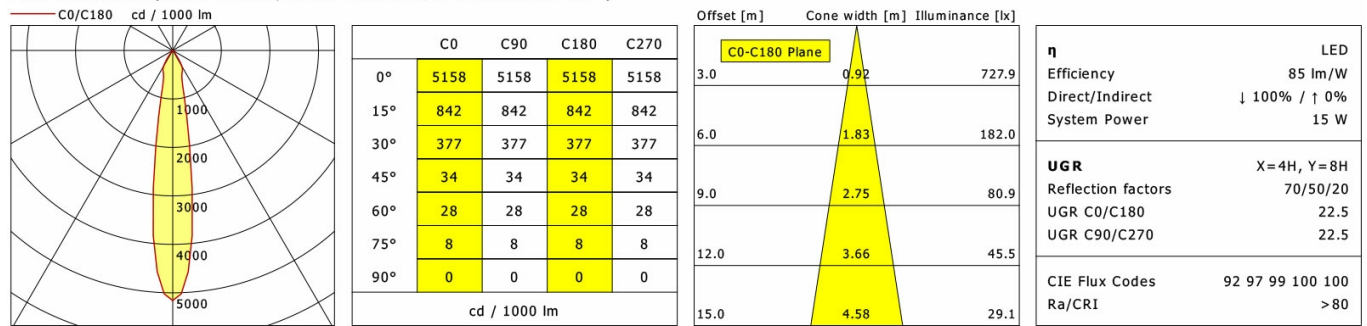 C0/C180 cd / 1000 lm
1000
2000
3000
4000
5000
C0 C90 C180 C270
0° 5158 5158 5158 5158
15° 842 842 842 842
30° 377 377 377 377
45° 34 34 34 34
60° 28 28 28 28
75° 8 8 8 8
90° 0 0 0 0
cd / 1000 lm
Offset [m] Cone width [m] Illuminance [lx]
C0-C180 Plane
3.0 0.92 727.9
6.0 1.83 182.0
9.0 2.75 80.9
12.0 3.66 45.5
15.0 4.58 29.1
η LED
Efficiency 85 lm/W
Direct/Indirect ↓ 100% / ↑ 0%
System Power 15 W
UGR X=4H, Y=8H
Reflection factors 70/50/20
UGR C0/C180 22.5
UGR C90/C270 22.5
CIE Flux Codes 92 97 99 100 100
Ra/CRI >80